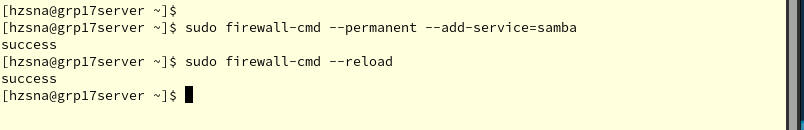 [hzsna@grp17server ~]$
[hzsna@grp17server ~]$ sudo firewall-cmd --permanent --add-service=samba
success
[hzsna@grp17server ~]$ sudo firewall-cmd --reload
success
[hzsna@grp17server ~]$